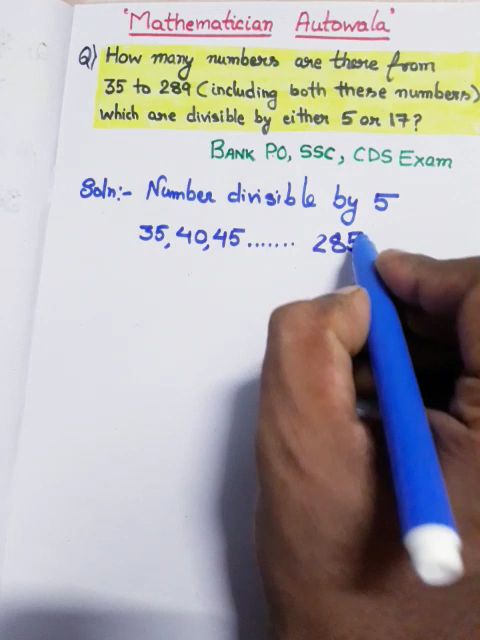 "Mathematician Autowala"
Q) How many numbers are there from
35 to 289 (including both these numbers)
which are divisible by either 5 or 17?
BANK PO, SSC, CDS Exam
Soln:- Number divisible by 5
35, 40, 45....... 285